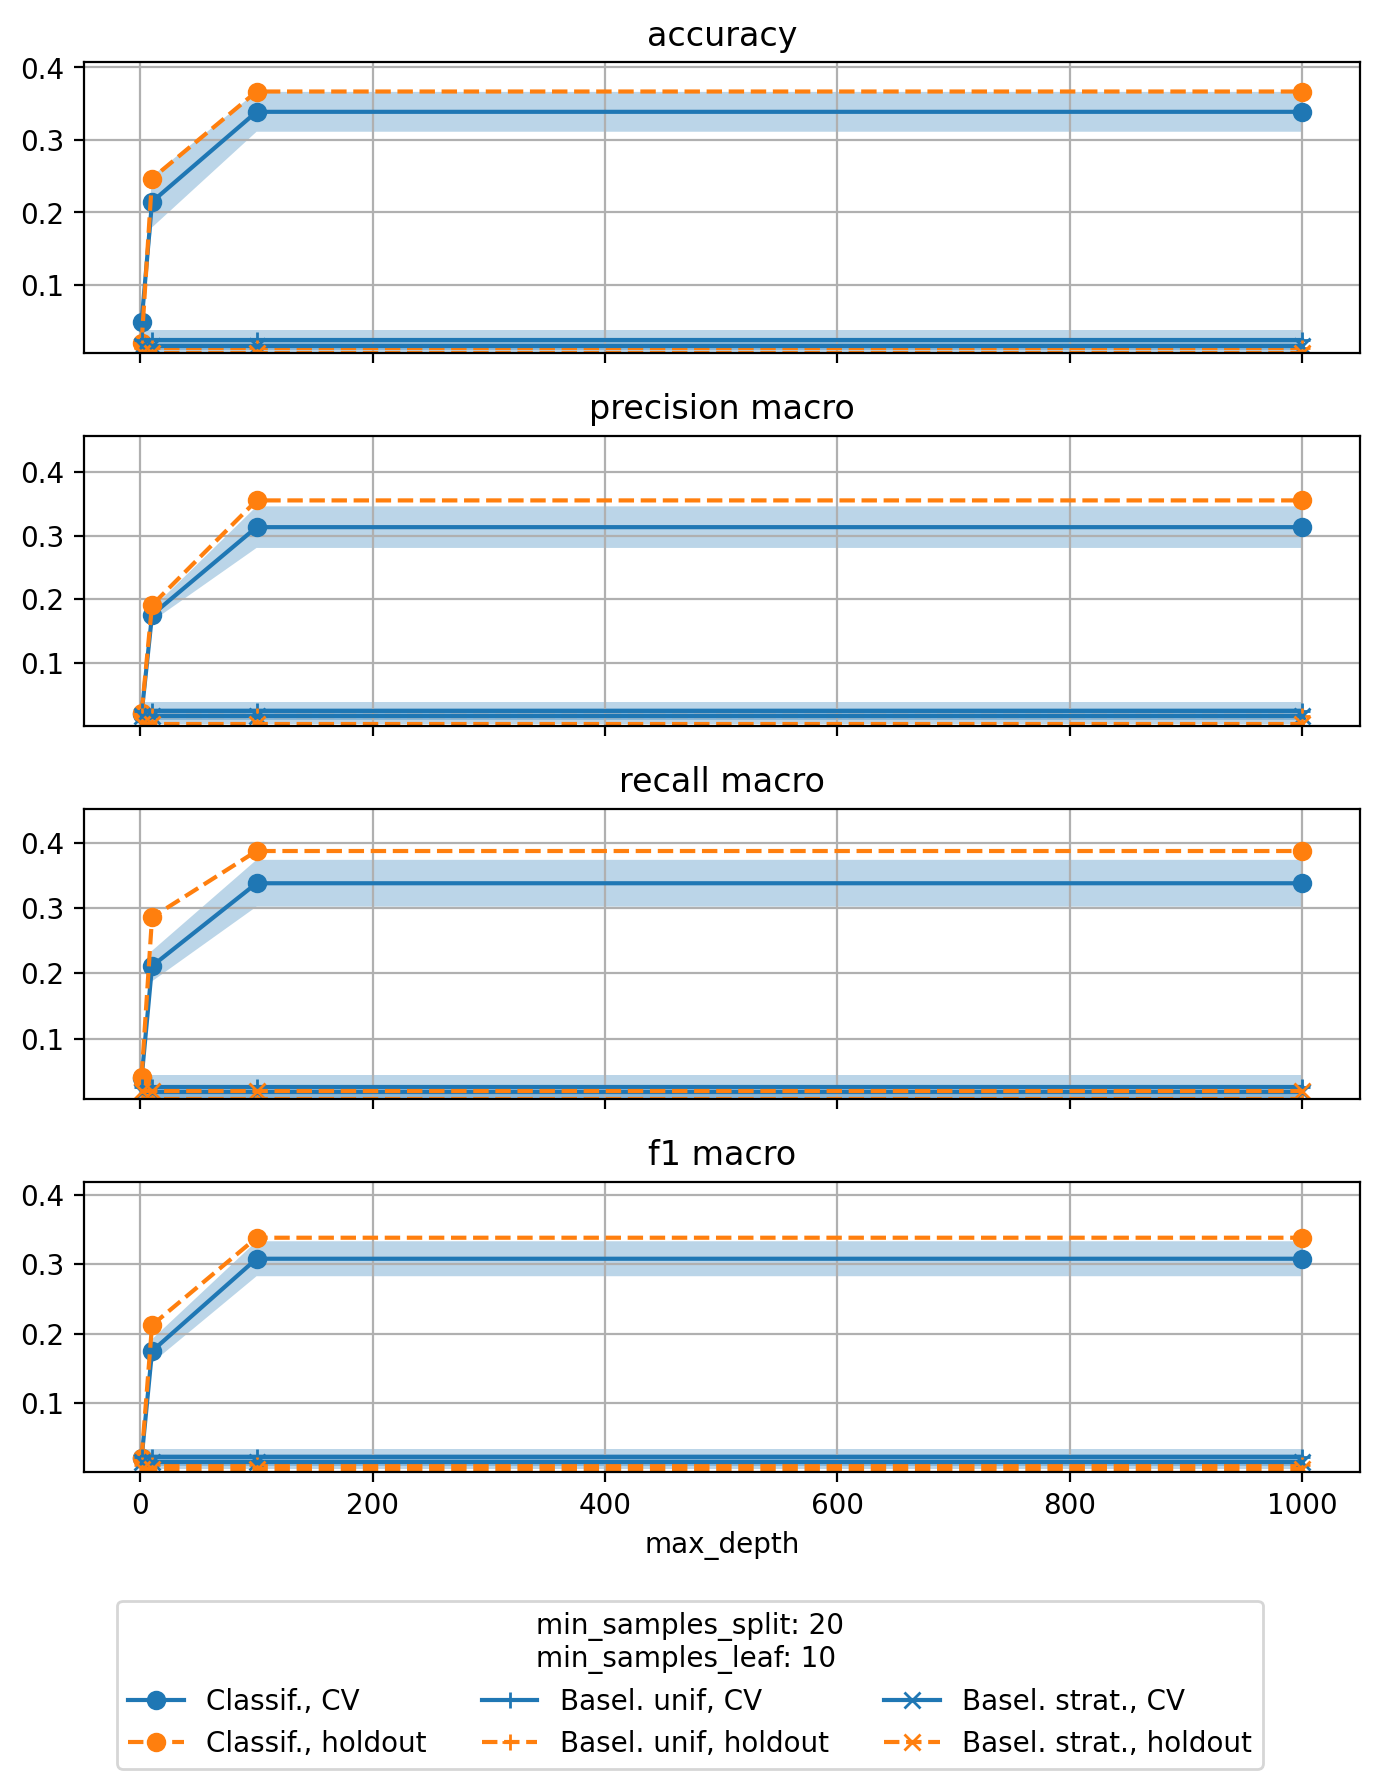 accuracy
0.4
0.3
0.2
0.1
precision macro
0.4
0.3
0.2
0.1
recall macro
0.4
0.3
0.2
0.1
f1 macro
0.4
0.3
0.2
0.1
0 200 400 600 800 1000
max_depth
min_samples_split: 20
min_samples_leaf: 10
Classif., CV Basel. unif, CV Basel. strat., CV
Classif., holdout Basel. unif, holdout Basel. strat., holdout